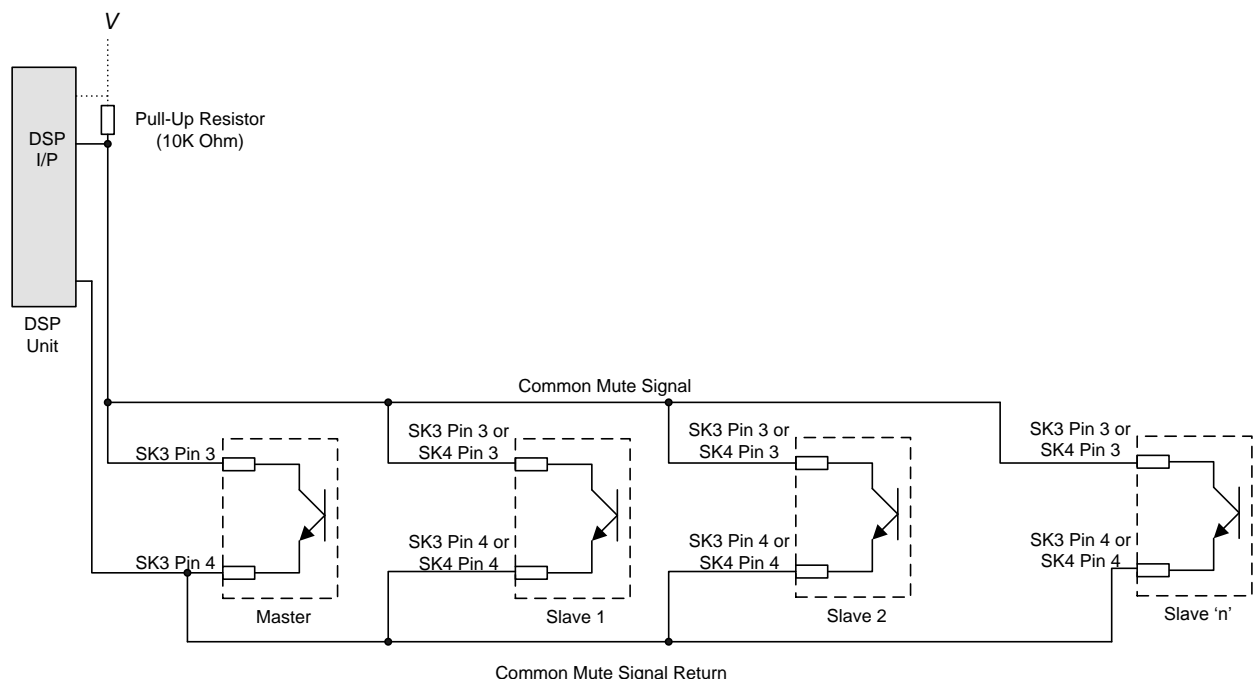 V
Pull-Up Resistor
(10K Ohm)
DSP
I/P
DSP
Unit
Common Mute Signal
SK3 Pin 3
SK3 Pin 3 or
SK4 Pin 3
SK3 Pin 3 or
SK4 Pin 3
SK3 Pin 3 or
SK4 Pin 3
SK3 Pin 4
SK3 Pin 4 or
SK4 Pin 4
SK3 Pin 4 or
SK4 Pin 4
SK3 Pin 4 or
SK4 Pin 4
Master
Slave 1
Slave 2
Slave ‘n’
Common Mute Signal Return